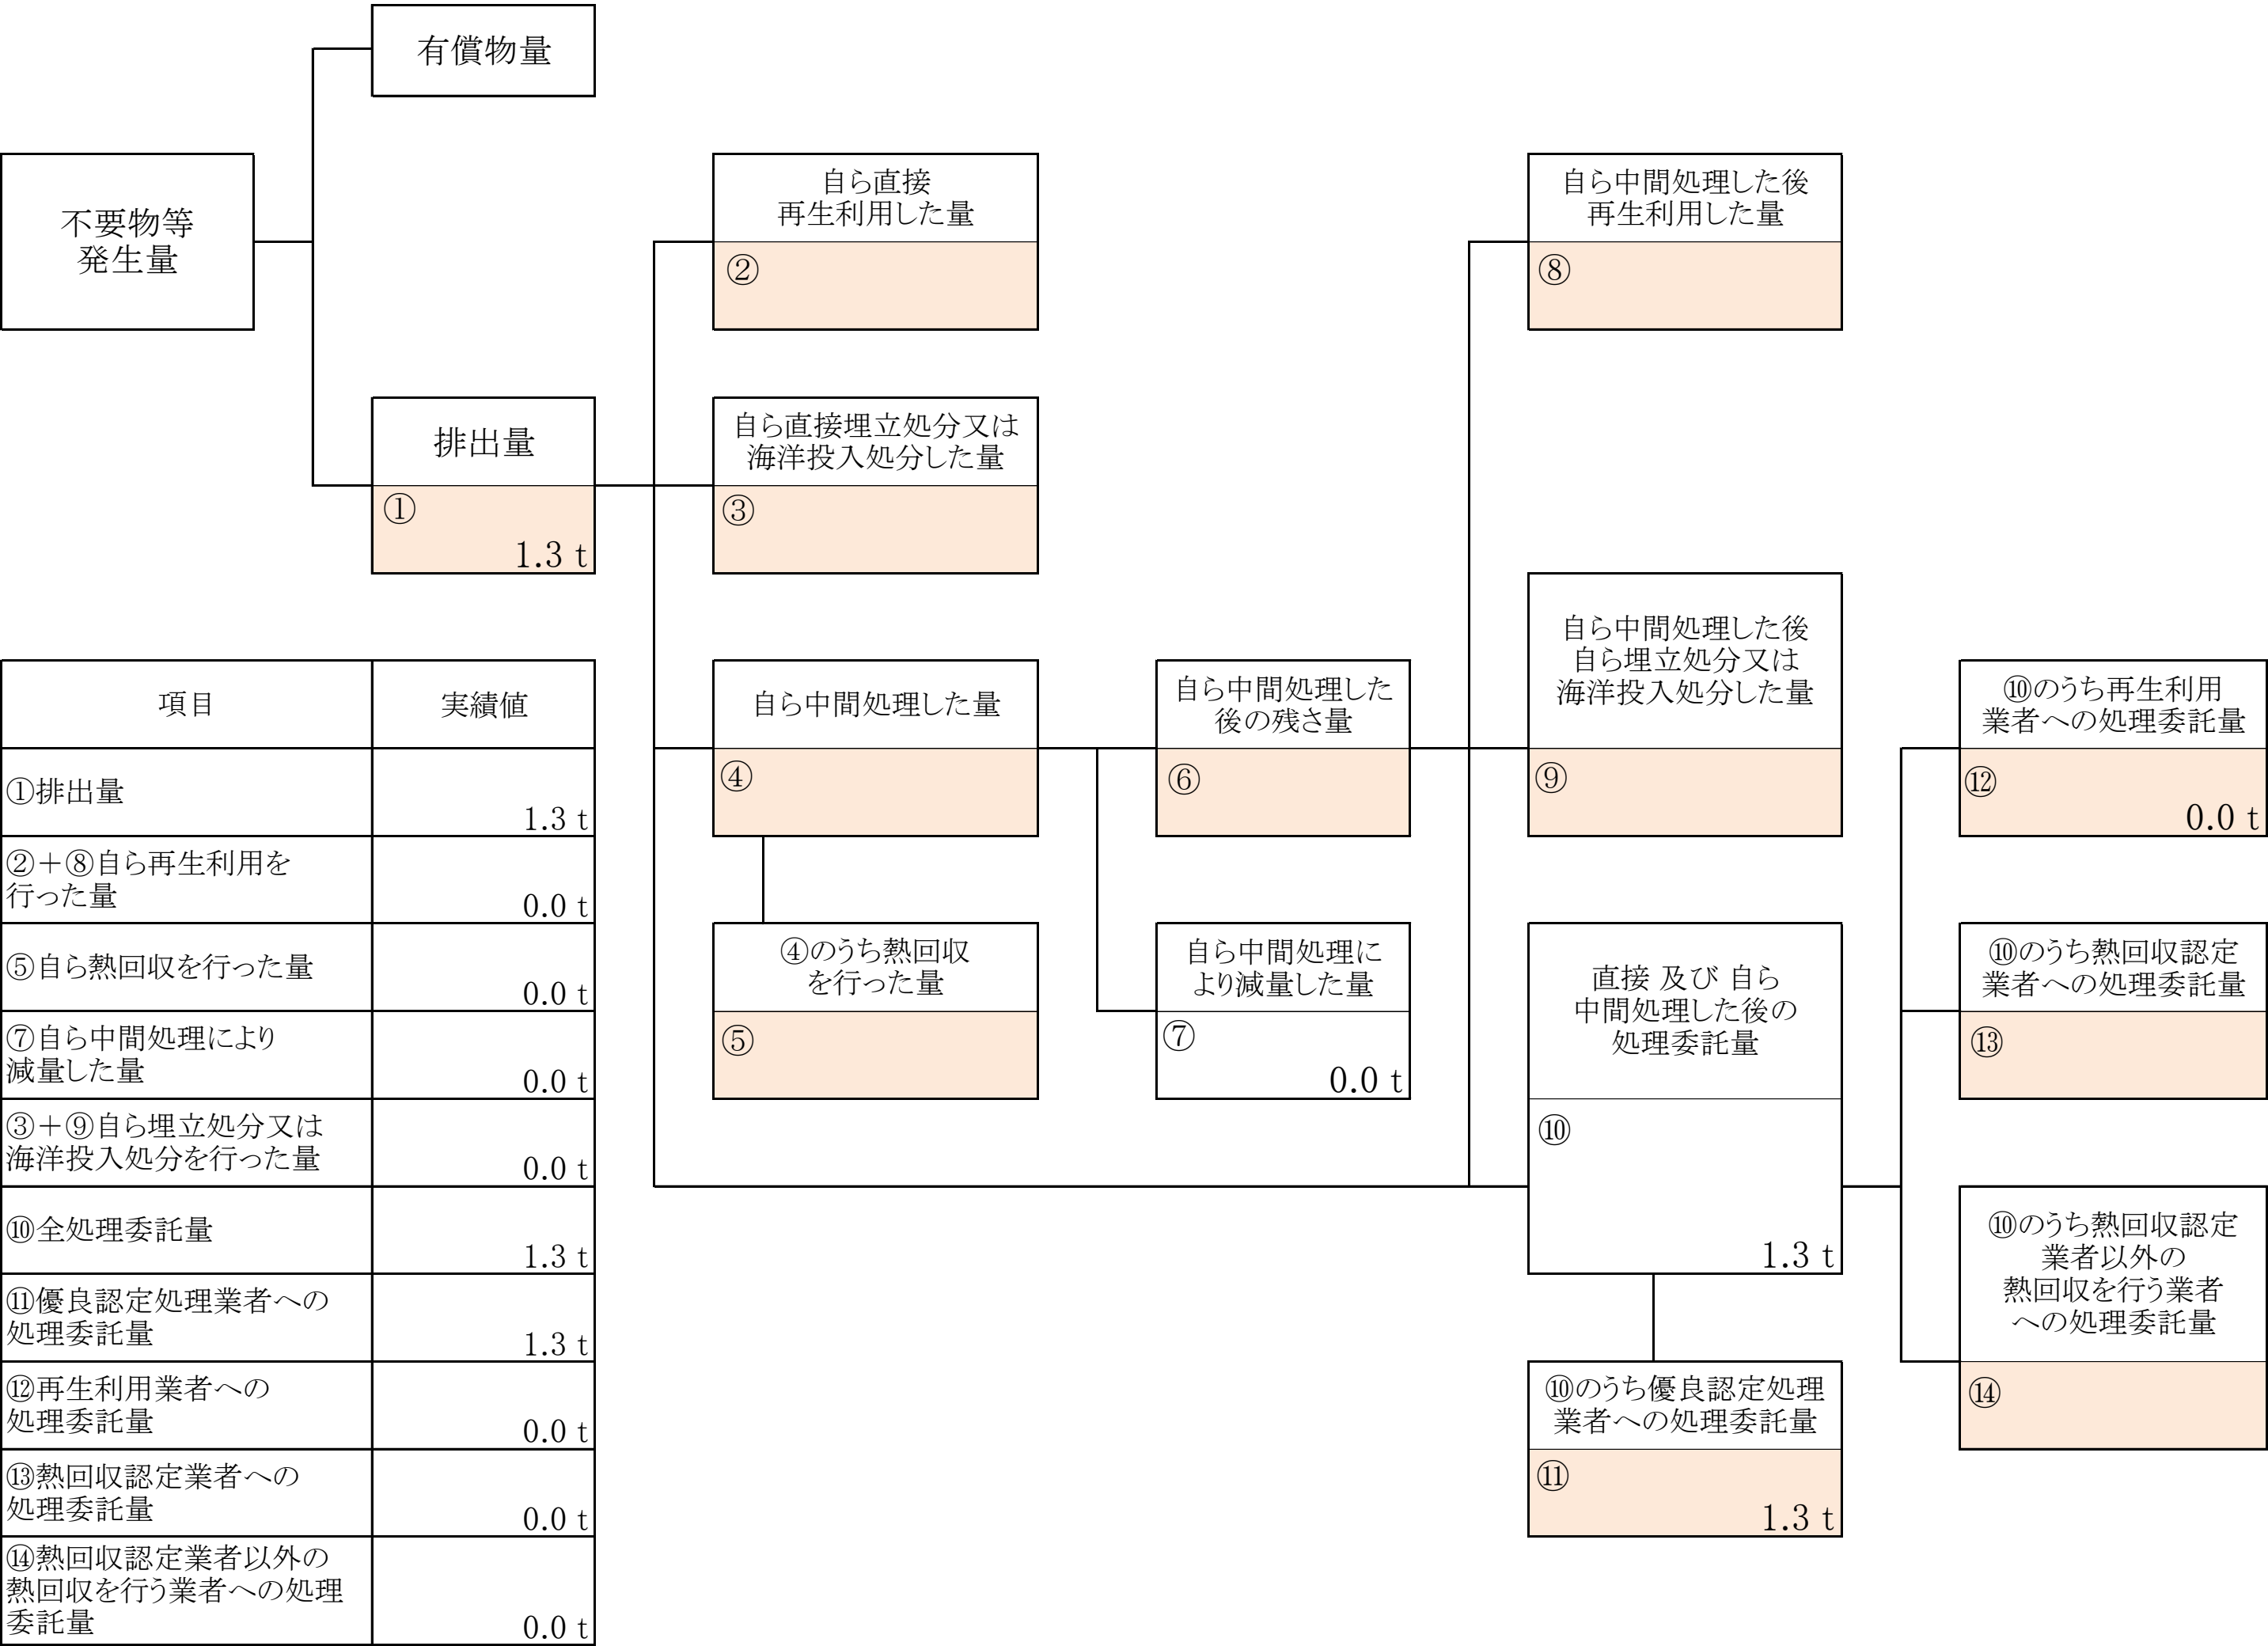 有償物量
不要物等
発生量
排出量
①
1.3 t
自ら直接
再生利用した量
②
自ら直接埋立処分又は
海洋投入処分した量
③
自ら中間処理した量
④
④のうち熱回収
を行った量
⑤
自ら中間処理した
後の残さ量
⑥
自ら中間処理に
より減量した量
⑦
0.0 t
自ら中間処理した後
再生利用した量
⑧
自ら中間処理した後
自ら埋立処分又は
海洋投入処分した量
⑨
直接 及び 自ら
中間処理した後の
処理委託量
⑩
1.3 t
⑩のうち優良認定処理
業者への処理委託量
⑪
1.3 t
⑩のうち再生利用
業者への処理委託量
⑫
0.0 t
⑩のうち熱回収認定
業者への処理委託量
⑬
⑩のうち熱回収認定
業者以外の
熱回収を行う業者
への処理委託量
⑭
項目 実績値
①排出量
1.3 t
②＋⑧自ら再生利用を
行った量
0.0 t
⑤自ら熱回収を行った量
0.0 t
⑦自ら中間処理により
減量した量
0.0 t
③＋⑨自ら埋立処分又は
海洋投入処分を行った量
0.0 t
⑩全処理委託量
1.3 t
⑪優良認定処理業者への
処理委託量
1.3 t
⑫再生利用業者への
処理委託量
0.0 t
⑬熱回収認定業者への
処理委託量
0.0 t
⑭熱回収認定業者以外の
熱回収を行う業者への処理
委託量
0.0 t